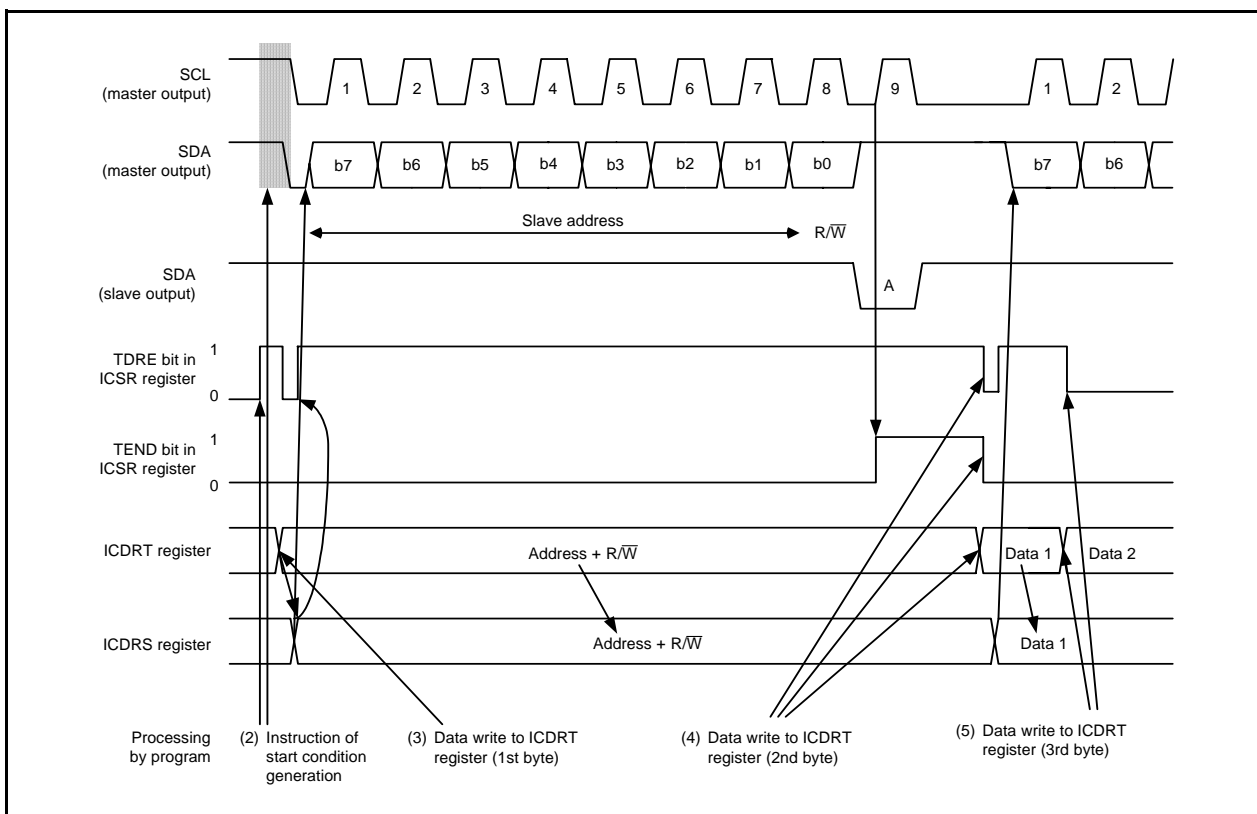 SCL
(master output)
1 2 3 4 5 6 7 8 9 1 2
SDA
(master output)
b7 b6 b5 b4 b3 b2 b1 b0 b7 b6
Slave address R/W̅
SDA
(slave output)
A
TDRE bit in
ICSR register
1
0
TEND bit in
ICSR register
1
0
ICDRT register
Address + R/W̅
Data 1
Data 2
ICDRS register
Address + R/W̅
Data 1
Processing
by program
(2) Instruction of
start condition
generation
(3) Data write to ICDRT
register (1st byte)
(4) Data write to ICDRT
register (2nd byte)
(5) Data write to ICDRT
register (3rd byte)